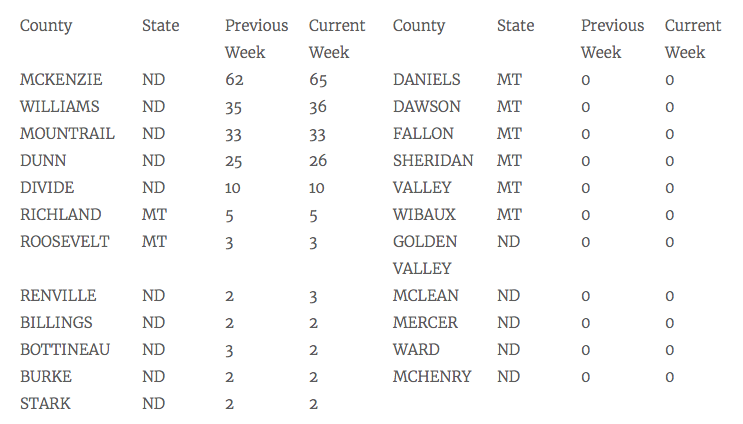 County State Previous Current County State Previous Current
Week Week Week Week
MCKENZIE ND 62 65 DANIELS MT 0 0
WILLIAMS ND 35 36 DAWSON MT 0 0
MOUNTRAIL ND 33 33 FALLON MT 0 0
DUNN ND 25 26 SHERIDAN MT 0 0
DIVIDE ND 10 10 VALLEY MT 0 0
RICHLAND MT 5 5 WIBAUX MT 0 0
ROOSEVELT MT 3 3 GOLDEN ND 0 0
VALLEY
RENVILLE ND 2 3 MCLEAN ND 0 0
BILLINGS ND 2 2 MERCER ND 0 0
BOTTINEAU ND 3 2 WARD ND 0 0
BURKE ND 2 2 MCHENRY ND 0 0
STARK ND 2 2